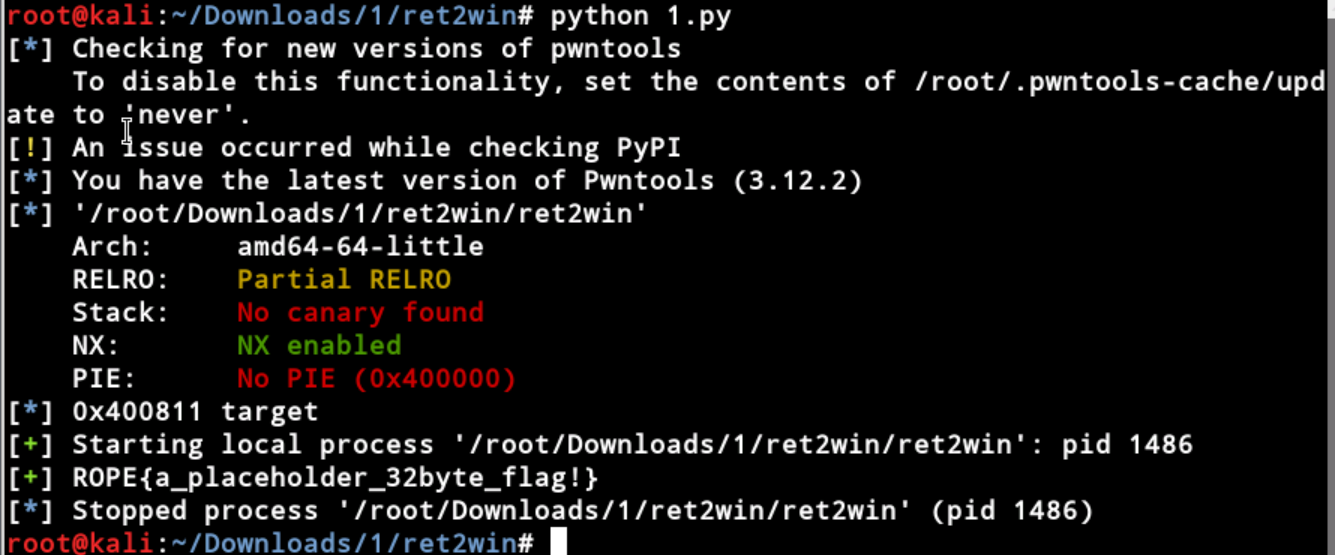 root@kali:~/Downloads/1/ret2win# python 1.py
[*] Checking for new versions of pwntools
    To disable this functionality, set the contents of /root/.pwntools-cache/upd
ate to 'never'.
[!] An issue occurred while checking PyPI
[*] You have the latest version of Pwntools (3.12.2)
[*] '/root/Downloads/1/ret2win/ret2win'
    Arch:     amd64-64-little
    RELRO:    Partial RELRO
    Stack:    No canary found
    NX:       NX enabled
    PIE:      No PIE (0x400000)
[*] 0x400811 target
[+] Starting local process '/root/Downloads/1/ret2win/ret2win': pid 1486
[+] ROPE{a_placeholder_32byte_flag!}
[*] Stopped process '/root/Downloads/1/ret2win/ret2win' (pid 1486)
root@kali:~/Downloads/1/ret2win#